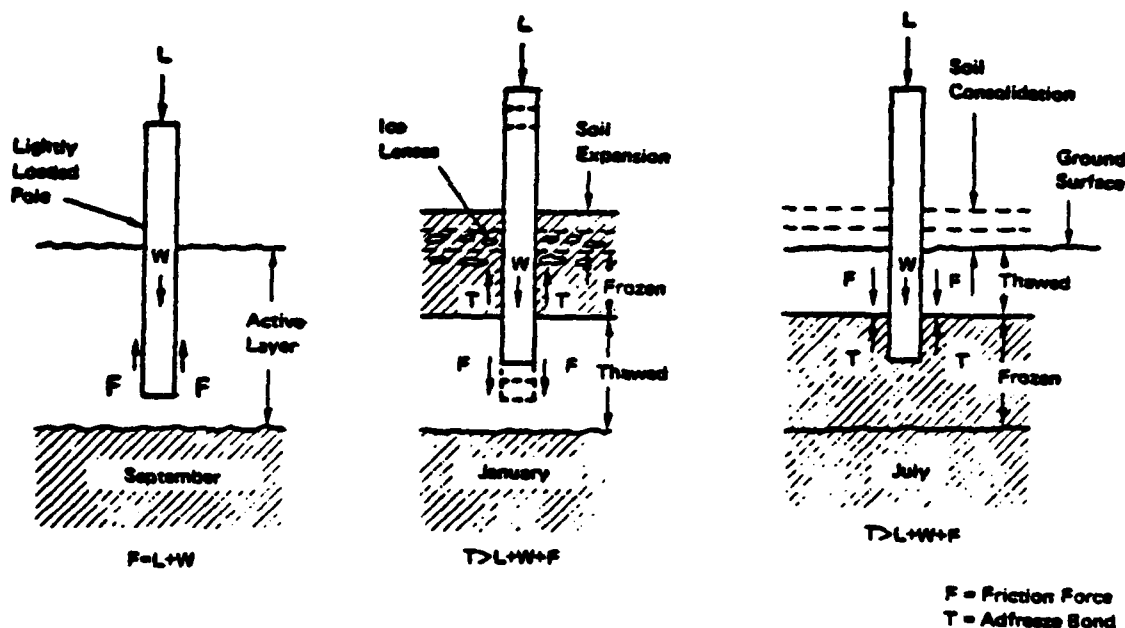 L
Lightly
Loaded
Pole
W
Active
Layer
F F
September
F=L+W
L
Ice
Lenses
Soil
Expansion
W
T T
Frozen
F F
Thawed
January
T>L+W+F
L
Soil
Consolidation
Ground
Surface
W
F F
Thawed
T T
Frozen
July
T>L+W+F
F = Friction Force
T = Adfreeze Bond